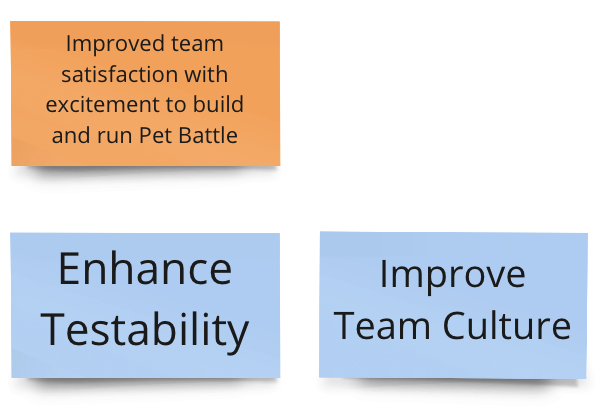 Improved team
satisfaction with
excitement to build
and run Pet Battle
Enhance
Testability
Improve
Team Culture